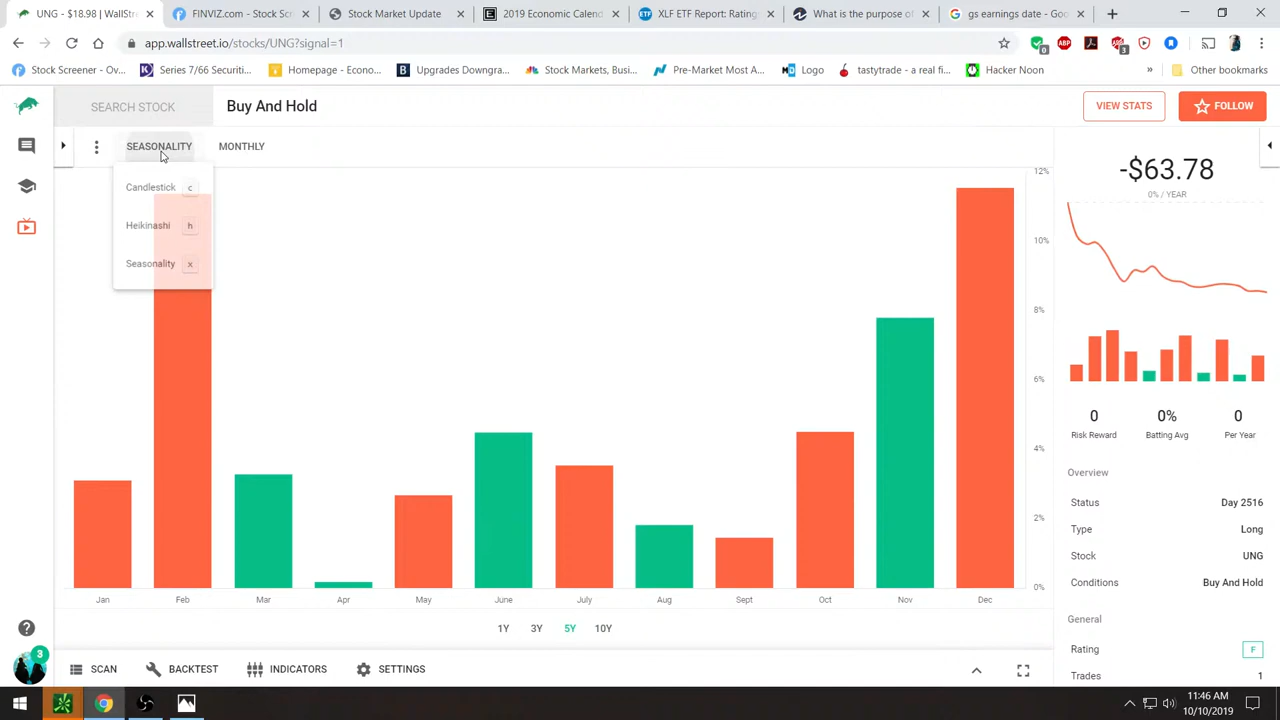 UNG - $18.98 | WallStre
FINVIZ.com - Stock Screen
Stock Market Update
2019 Economic Calend
XLF ETF Report: Rating
What is the purpose of
gs earnings date - Goo
app.wallstreet.io/stocks/UNG?signal=1
0
3
Stock Screener - Ov...
Series 7/66 Securiti...
Homepage - Econo...
Upgrades Downgra...
Stock Markets, Busi...
Pre-Market Most A...
Logo
tastytrade - a real fi...
Hacker Noon
»
Other bookmarks
SEARCH STOCK
Buy And Hold
VIEW STATS
FOLLOW
SEASONALITY
MONTHLY
Candlestick c
Heikinashi h
Seasonality x
12%
10%
8%
6%
4%
2%
0%
Jan
Feb
Mar
Apr
May
June
July
Aug
Sept
Oct
Nov
Dec
1Y
3Y
5Y
10Y
-$63.78
0% / YEAR
0
0%
0
Risk Reward
Batting Avg
Per Year
Overview
Status Day 2516
Type Long
Stock UNG
Conditions Buy And Hold
General
Rating F
Trades 1
3
SCAN
BACKTEST
INDICATORS
SETTINGS
11:46 AM
10/10/2019